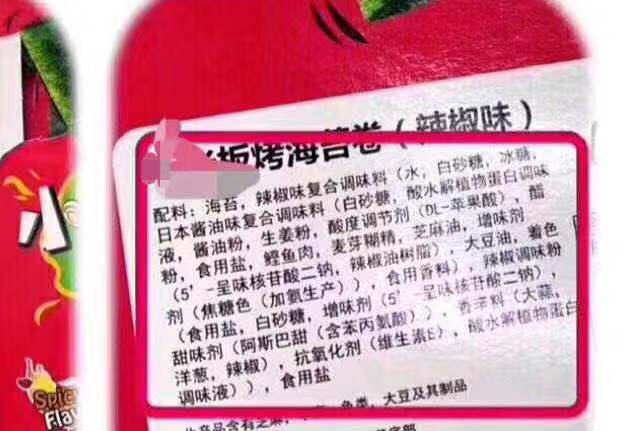 板烤海苔卷（辣椒味）
配料：海苔，辣椒味复合调味料（水，白砂糖，冰糖，
日本酱油味复合调味料（白砂糖，酸水解植物蛋白调味
液，酱油粉，生姜粉，酸度调节剂（DL-苹果酸），醋
粉，食用盐，鲣鱼肉，麦芽糊精，芝麻油，增味剂
（5’-呈味核苷酸二钠，辣椒油树脂），大豆油，着色
剂（焦糖色（加氨生产）），食用香料），辣椒调味粉
（食用盐，白砂糖，增味剂（5’-呈味核苷酸二钠），
甜味剂（阿斯巴甜（含苯丙氨酸）），香辛料（大蒜，
洋葱，辣椒），抗氧化剂（维生素E），酸水解植物蛋白
调味液）），食用盐
产品含有芝麻，鱼类，大豆及其制品
底部
小
SPICY
Flav